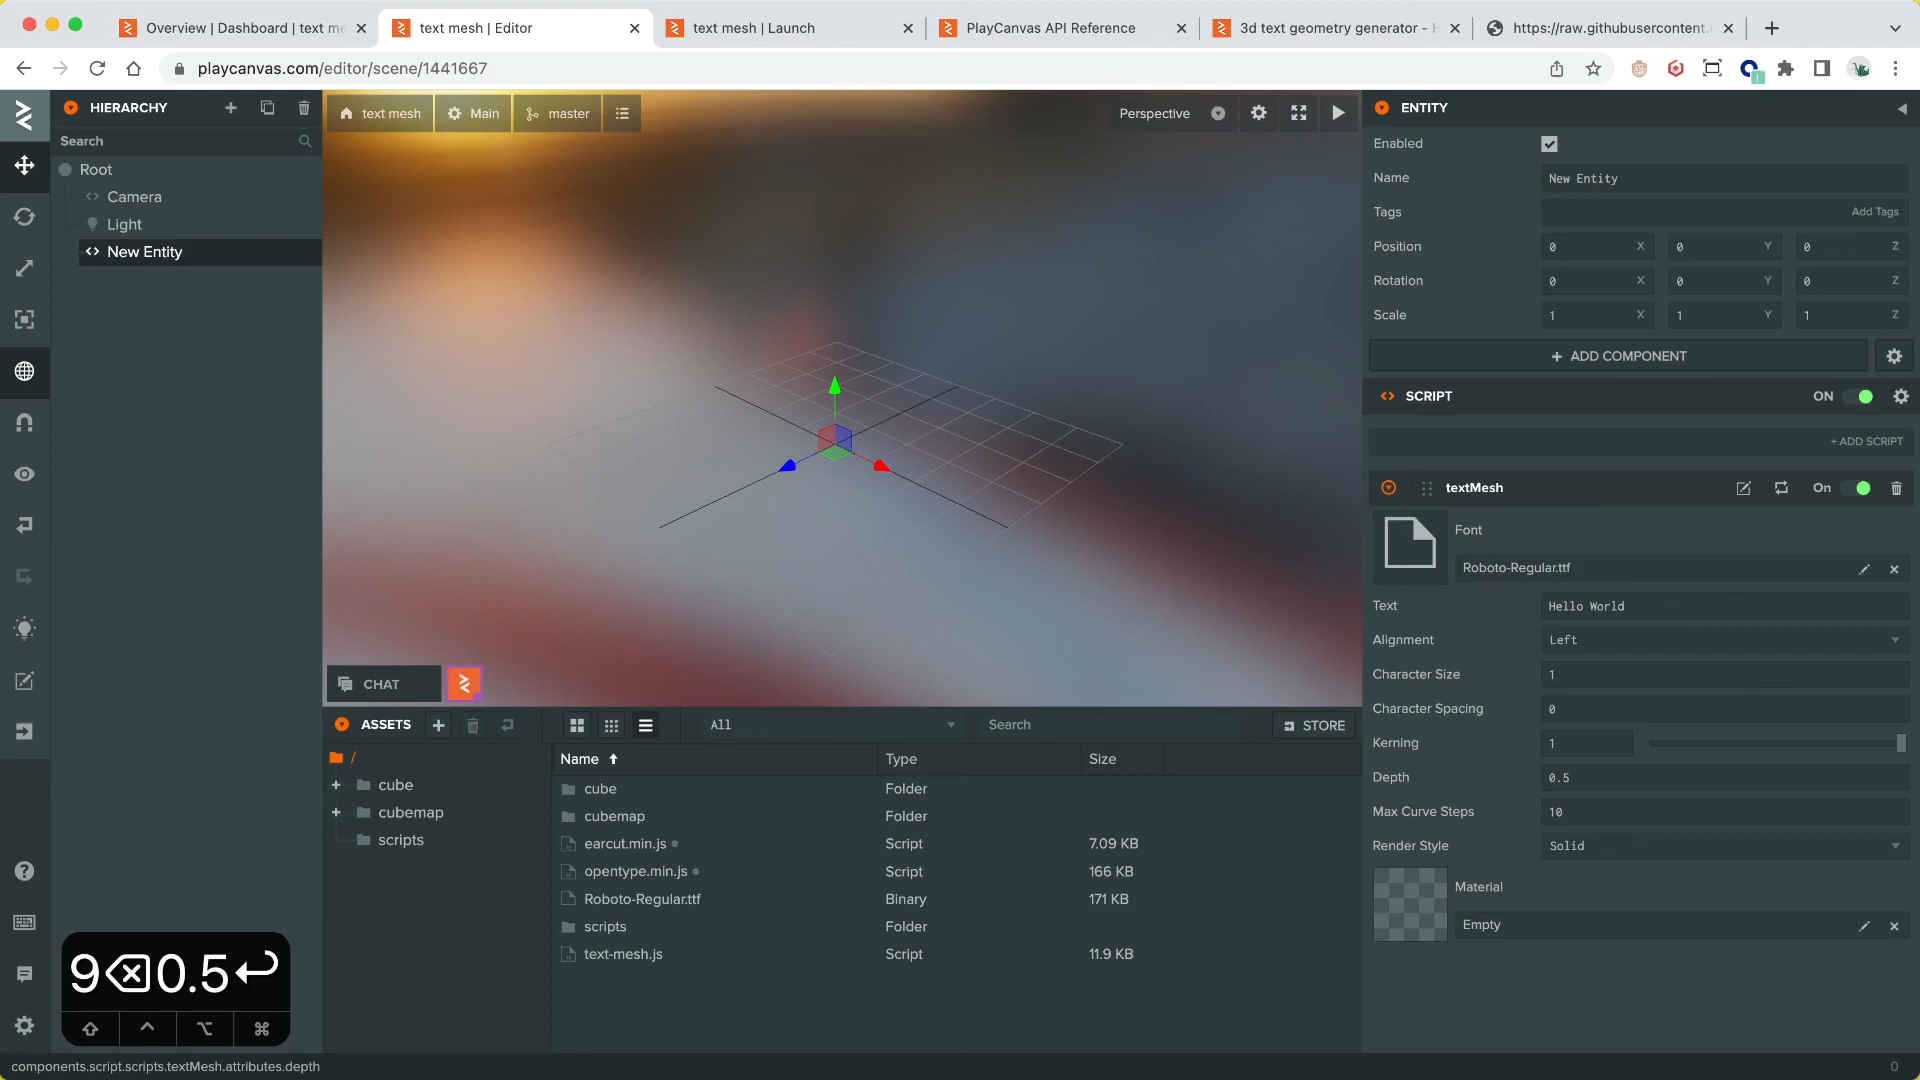 Overview | Dashboard | text me
text mesh | Editor
text mesh | Launch
PlayCanvas API Reference
3d text geometry generator - H
https://raw.githubusercontent.c
playcanvas.com/editor/scene/1441667
HIERARCHY
text mesh
Main
master
Perspective
ENTITY
Search
Root
Camera
Light
New Entity
Enabled
Name
New Entity
Tags
Add Tags
Position
0 X 0 Y 0 Z
Rotation
0 X 0 Y 0 Z
Scale
1 X 1 Y 1 Z
+ ADD COMPONENT
SCRIPT
ON
+ ADD SCRIPT
textMesh
On
Font
Roboto-Regular.ttf
Text
Hello World
Alignment
Left
Character Size
1
Character Spacing
0
Kerning
1
Depth
0.5
Max Curve Steps
10
Render Style
Solid
Material
Empty
CHAT
ASSETS
All
Search
STORE
/
cube
cubemap
scripts
Name Type Size
cube Folder
cubemap Folder
earcut.min.js Script 7.09 KB
opentype.min.js Script 166 KB
Roboto-Regular.ttf Binary 171 KB
scripts Folder
text-mesh.js Script 11.9 KB
9⌫0.5↩
⇧ ⌃ ⌥ ⌘
components.script.scripts.textMesh.attributes.depth
0